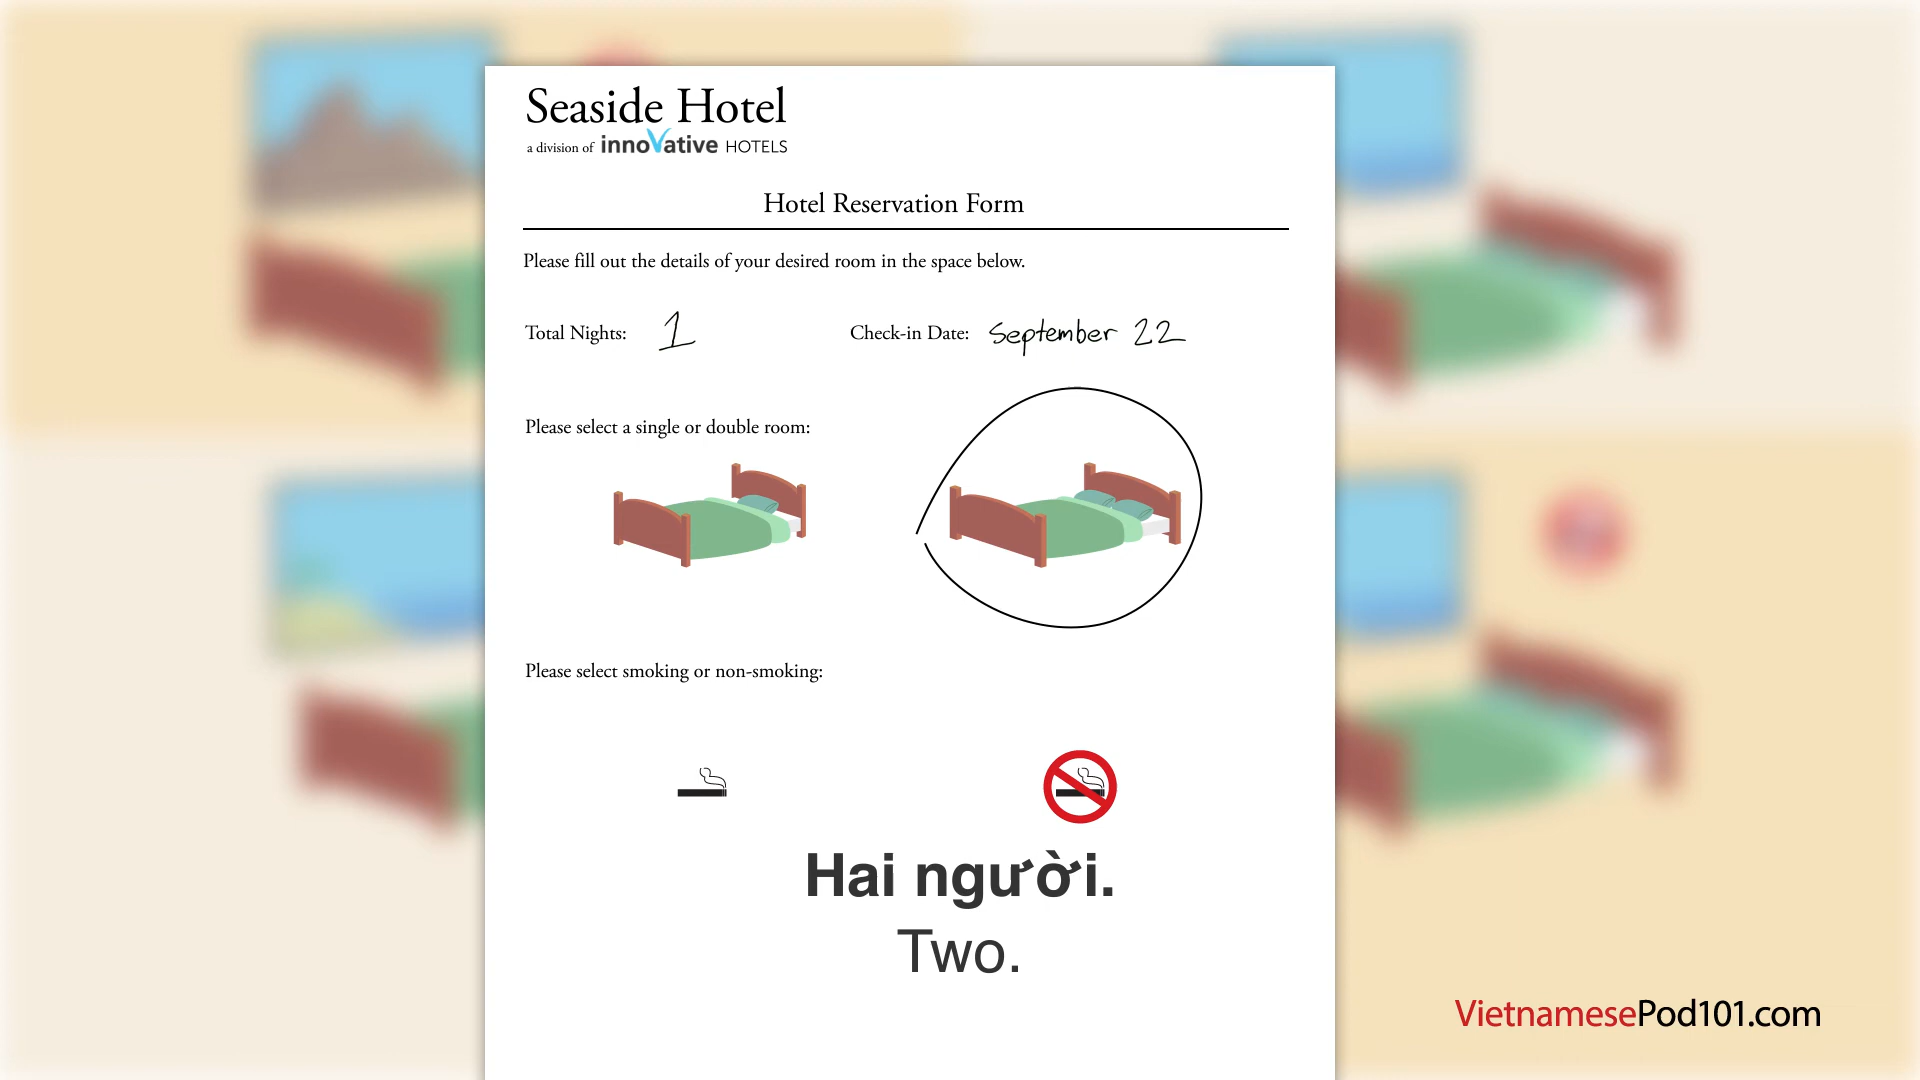 Seaside Hotel
a division of innoVative HOTELS
Hotel Reservation Form
Please fill out the details of your desired room in the space below.
Total Nights: 1 Check-in Date: September 22
Please select a single or double room:
Please select smoking or non-smoking:
Hai người.
Two.
VietnamesePod101.com